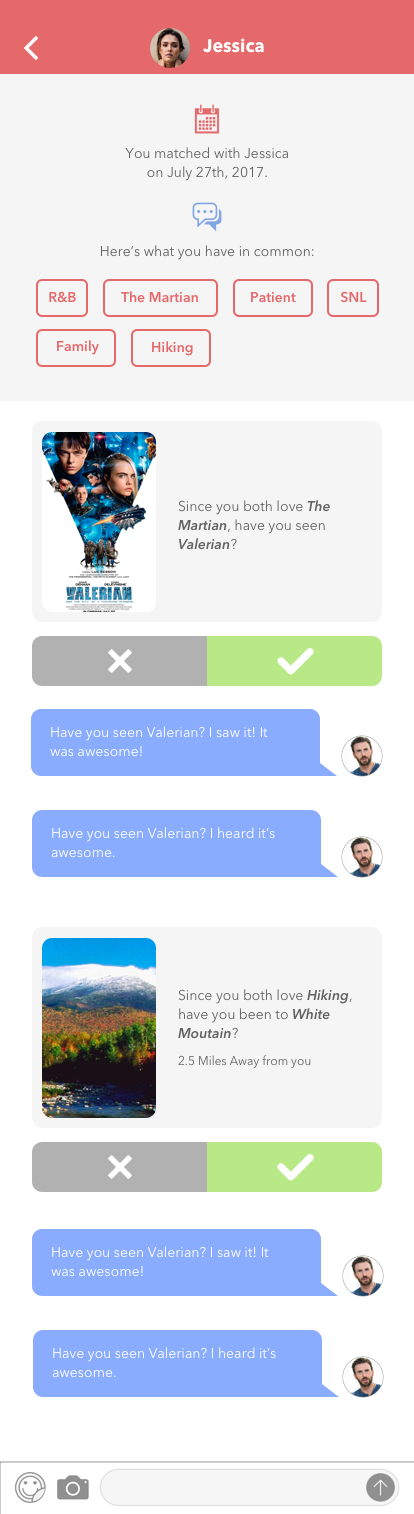 Jessica
You matched with Jessica
on July 27th, 2017.
Here's what you have in common:
R&B The Martian Patient SNL
Family Hiking
Since you both love The
Martian, have you seen
Valerian?
VALERIAN
Have you seen Valerian? I saw it! It
was awesome!
Have you seen Valerian? I heard it's
awesome.
Since you both love Hiking,
have you been to White
Moutain?
2.5 Miles Away from you
Have you seen Valerian? I saw it! It
was awesome!
Have you seen Valerian? I heard it's
awesome.